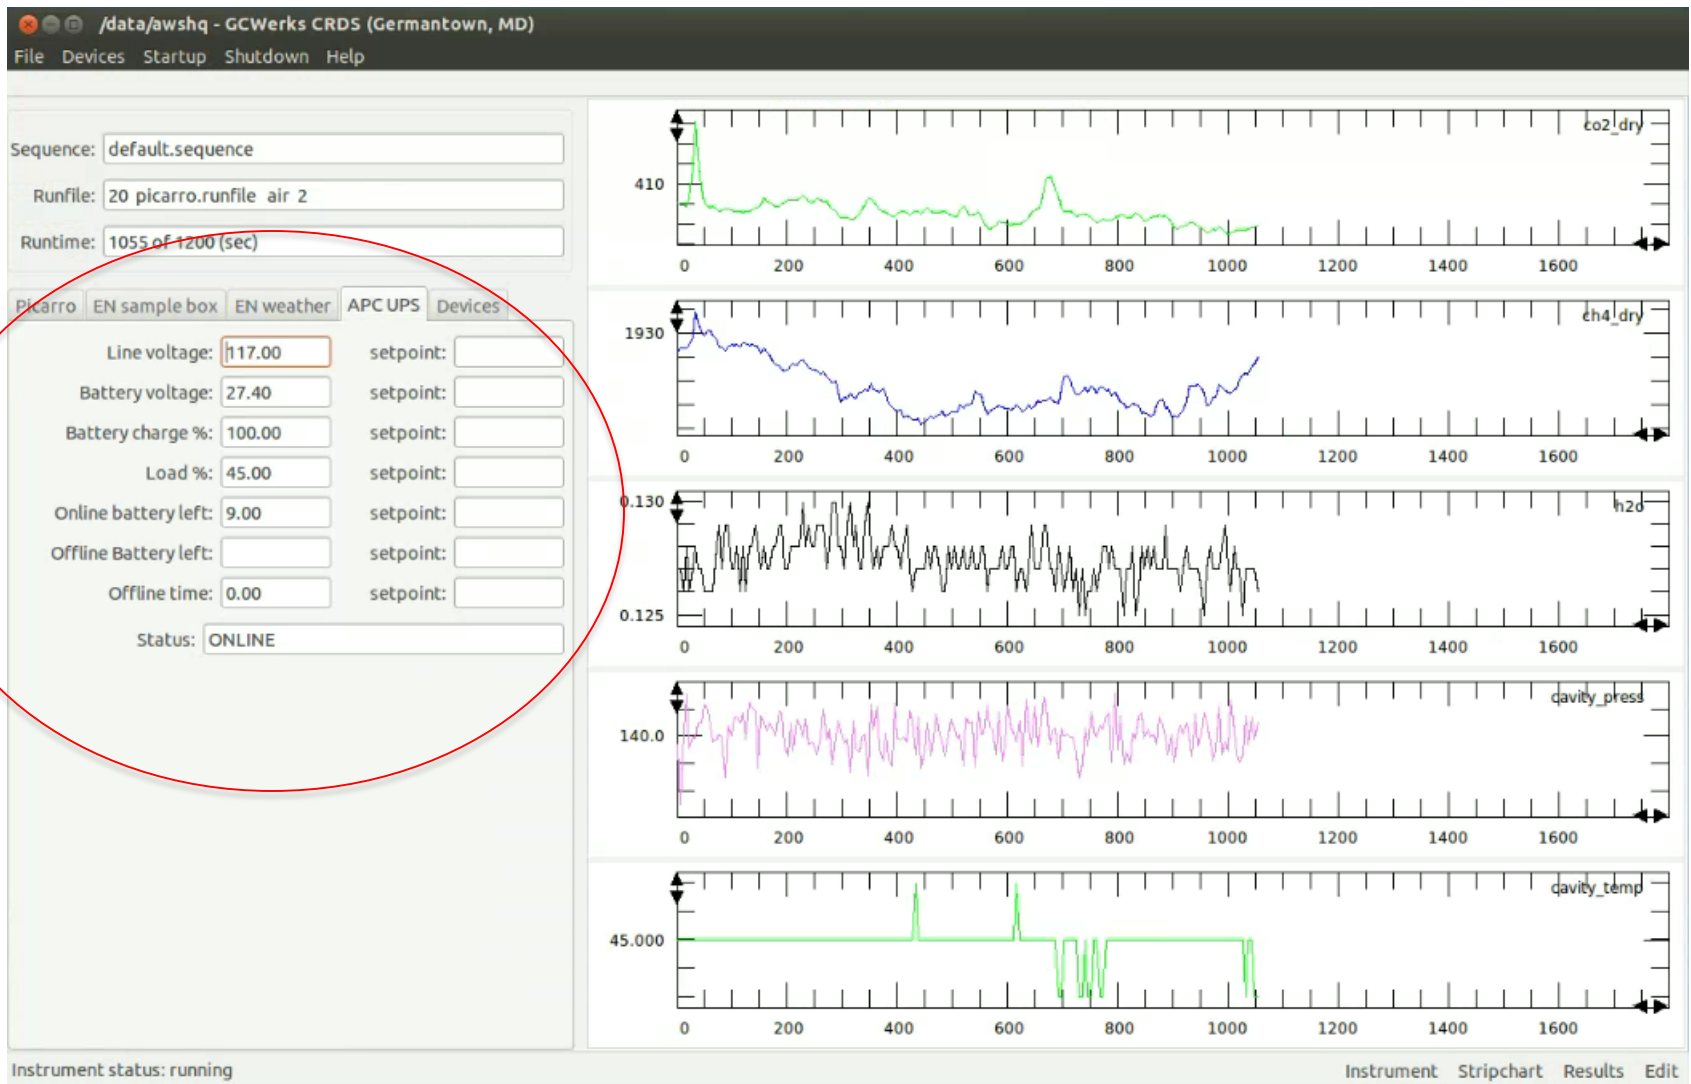 /data/awshq - GCWerks CRDS (Germantown, MD)
File Devices Startup Shutdown Help
Sequence: default.sequence
Runfile: 20 picarro.runfile air 2
Runtime: 1055 of 1200 (sec)
Picarro EN sample box EN weather APC UPS Devices
Line voltage: 117.00 setpoint:
Battery voltage: 27.40 setpoint:
Battery charge %: 100.00 setpoint:
Load %: 45.00 setpoint:
Online battery left: 9.00 setpoint:
Offline Battery left: setpoint:
Offline time: 0.00 setpoint:
Status: ONLINE
co2_dry
410
0 200 400 600 800 1000 1200 1400 1600
ch4_dry
1930
0 200 400 600 800 1000 1200 1400 1600
h2o
0.130
0.125
0 200 400 600 800 1000 1200 1400 1600
cavity_press
140.0
0 200 400 600 800 1000 1200 1400 1600
cavity_temp
45.000
0 200 400 600 800 1000 1200 1400 1600
Instrument status: running
Instrument Stripchart Results Edit